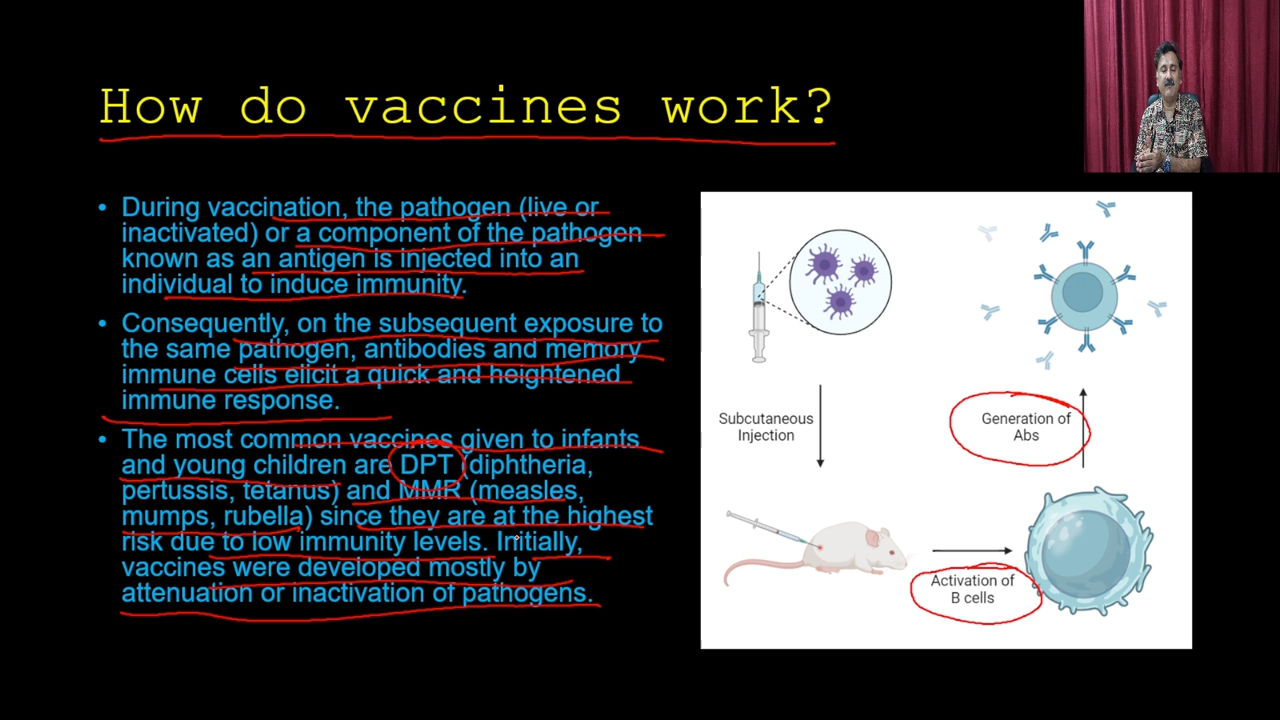 How do vaccines work?
• During vaccination, the pathogen (live or
inactivated) or a component of the pathogen
known as an antigen is injected into an
individual to induce immunity.
• Consequently, on the subsequent exposure to
the same pathogen, antibodies and memory
immune cells elicit a quick and heightened
immune response.
• The most common vaccines given to infants
and young children are DPT (diphtheria,
pertussis, tetanus) and MMR (measles,
mumps, rubella) since they are at the highest
risk due to low immunity levels. Initially,
vaccines were developed mostly by
attenuation or inactivation of pathogens.
Subcutaneous
Injection
Generation of
Abs
Activation of
B cells